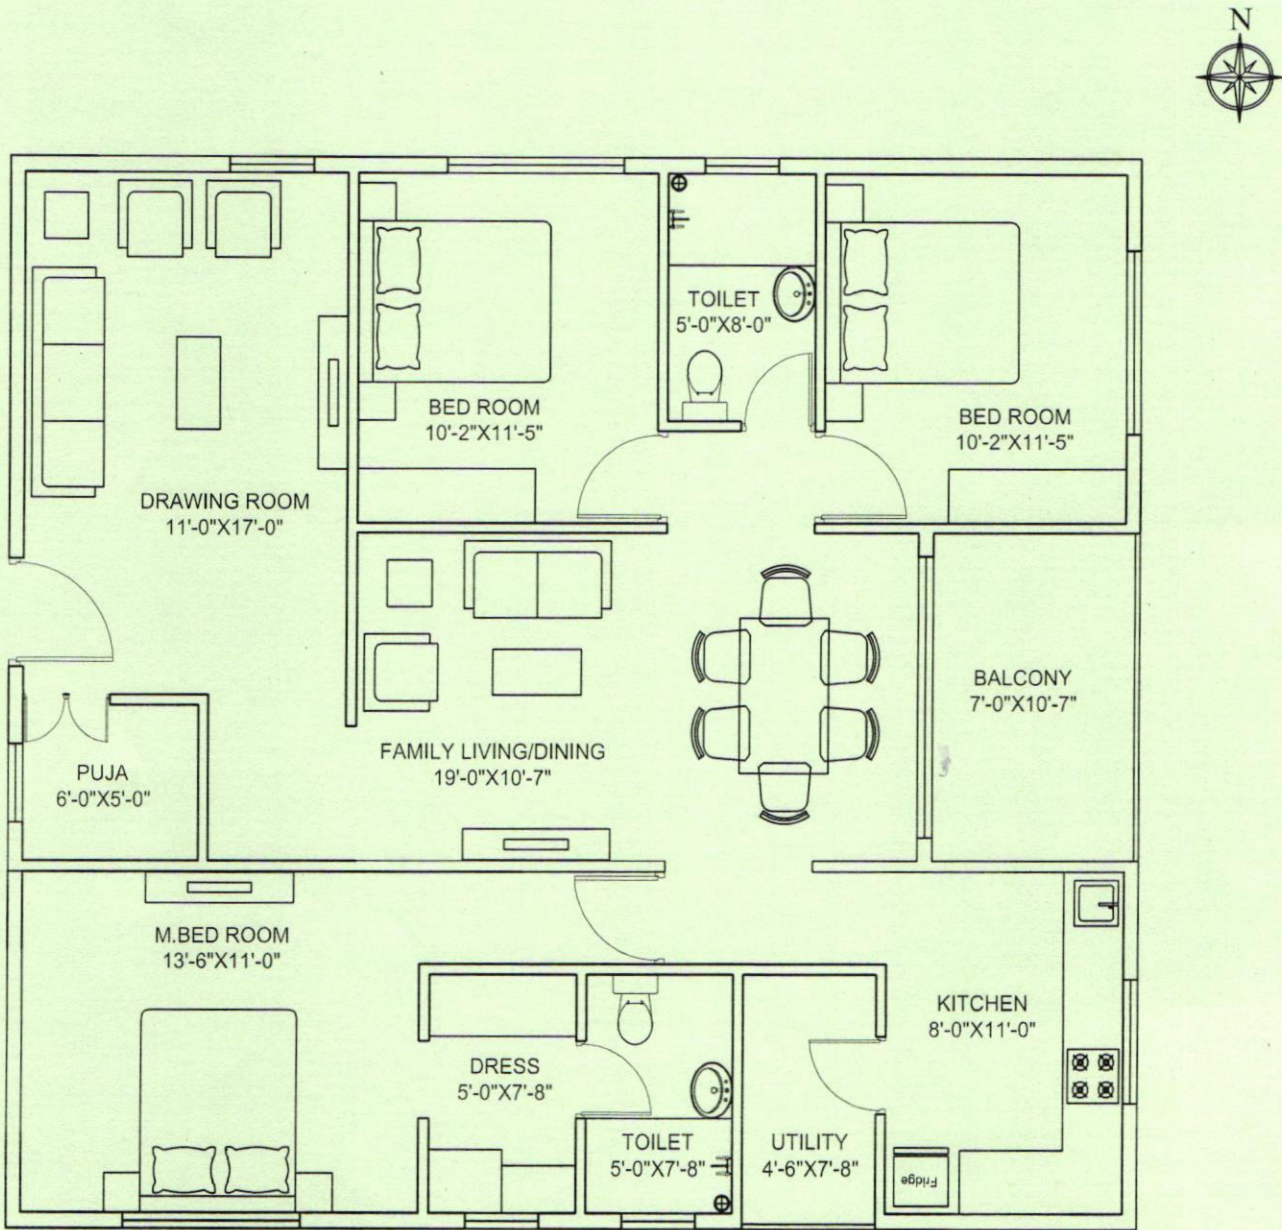 N
TOILET
5'-0"X8'-0"
BED ROOM
10'-2"X11'-5"
BED ROOM
10'-2"X11'-5"
DRAWING ROOM
11'-0"X17'-0"
BALCONY
7'-0"X10'-7"
FAMILY LIVING/DINING
19'-0"X10'-7"
PUJA
6'-0"X5'-0"
M.BED ROOM
13'-6"X11'-0"
KITCHEN
8'-0"X11'-0"
DRESS
5'-0"X7'-8"
TOILET
5'-0"X7'-8"
UTILITY
4'-6"X7'-8"
Fridge